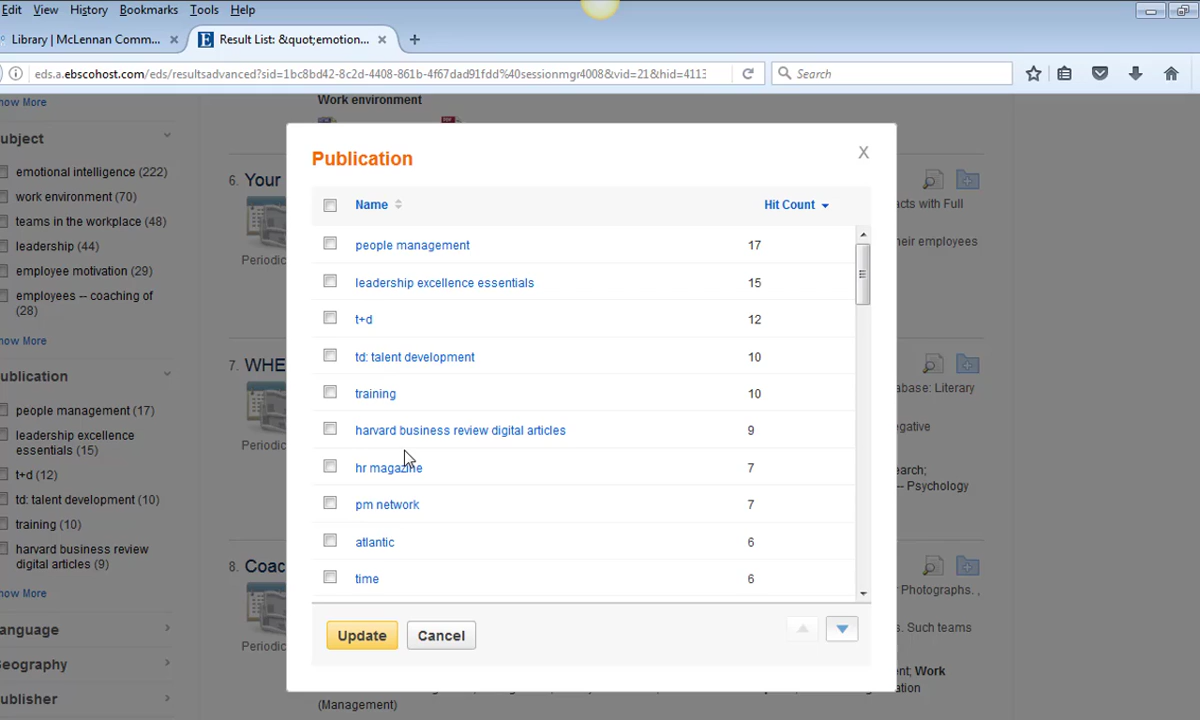 Edit View History Bookmarks Tools Help
Library | McLennan Comm... × Result List: &quot;emotion... × +
eds.a.ebscohost.com/eds/resultsadvanced?sid=1bc8bd42-8c2d-4408-861b-4f67dad91fdd%40sessionmgr4008&vid=21&hid=4113 Search
how More
ubject
emotional intelligence (222)
work environment (70)
teams in the workplace (48)
leadership (44)
employee motivation (29)
employees -- coaching of
(28)
how More
ublication
people management (17)
leadership excellence
essentials (15)
t+d (12)
td: talent development (10)
training (10)
harvard business review
digital articles (9)
how More
anguage
eography
ublisher
Work environment
6. Your
Periodic
acts with Full
heir employees
7. WHE
Periodic
base: Literary
egative
earch;
-- Psychology
8. Coac
Periodic
Photographs. ,
s. Such teams
ent; Work
ation
(Management)
Publication X
Name Hit Count
people management 17
leadership excellence essentials 15
t+d 12
td: talent development 10
training 10
harvard business review digital articles 9
hr magazine 7
pm network 7
atlantic 6
time 6
Update Cancel